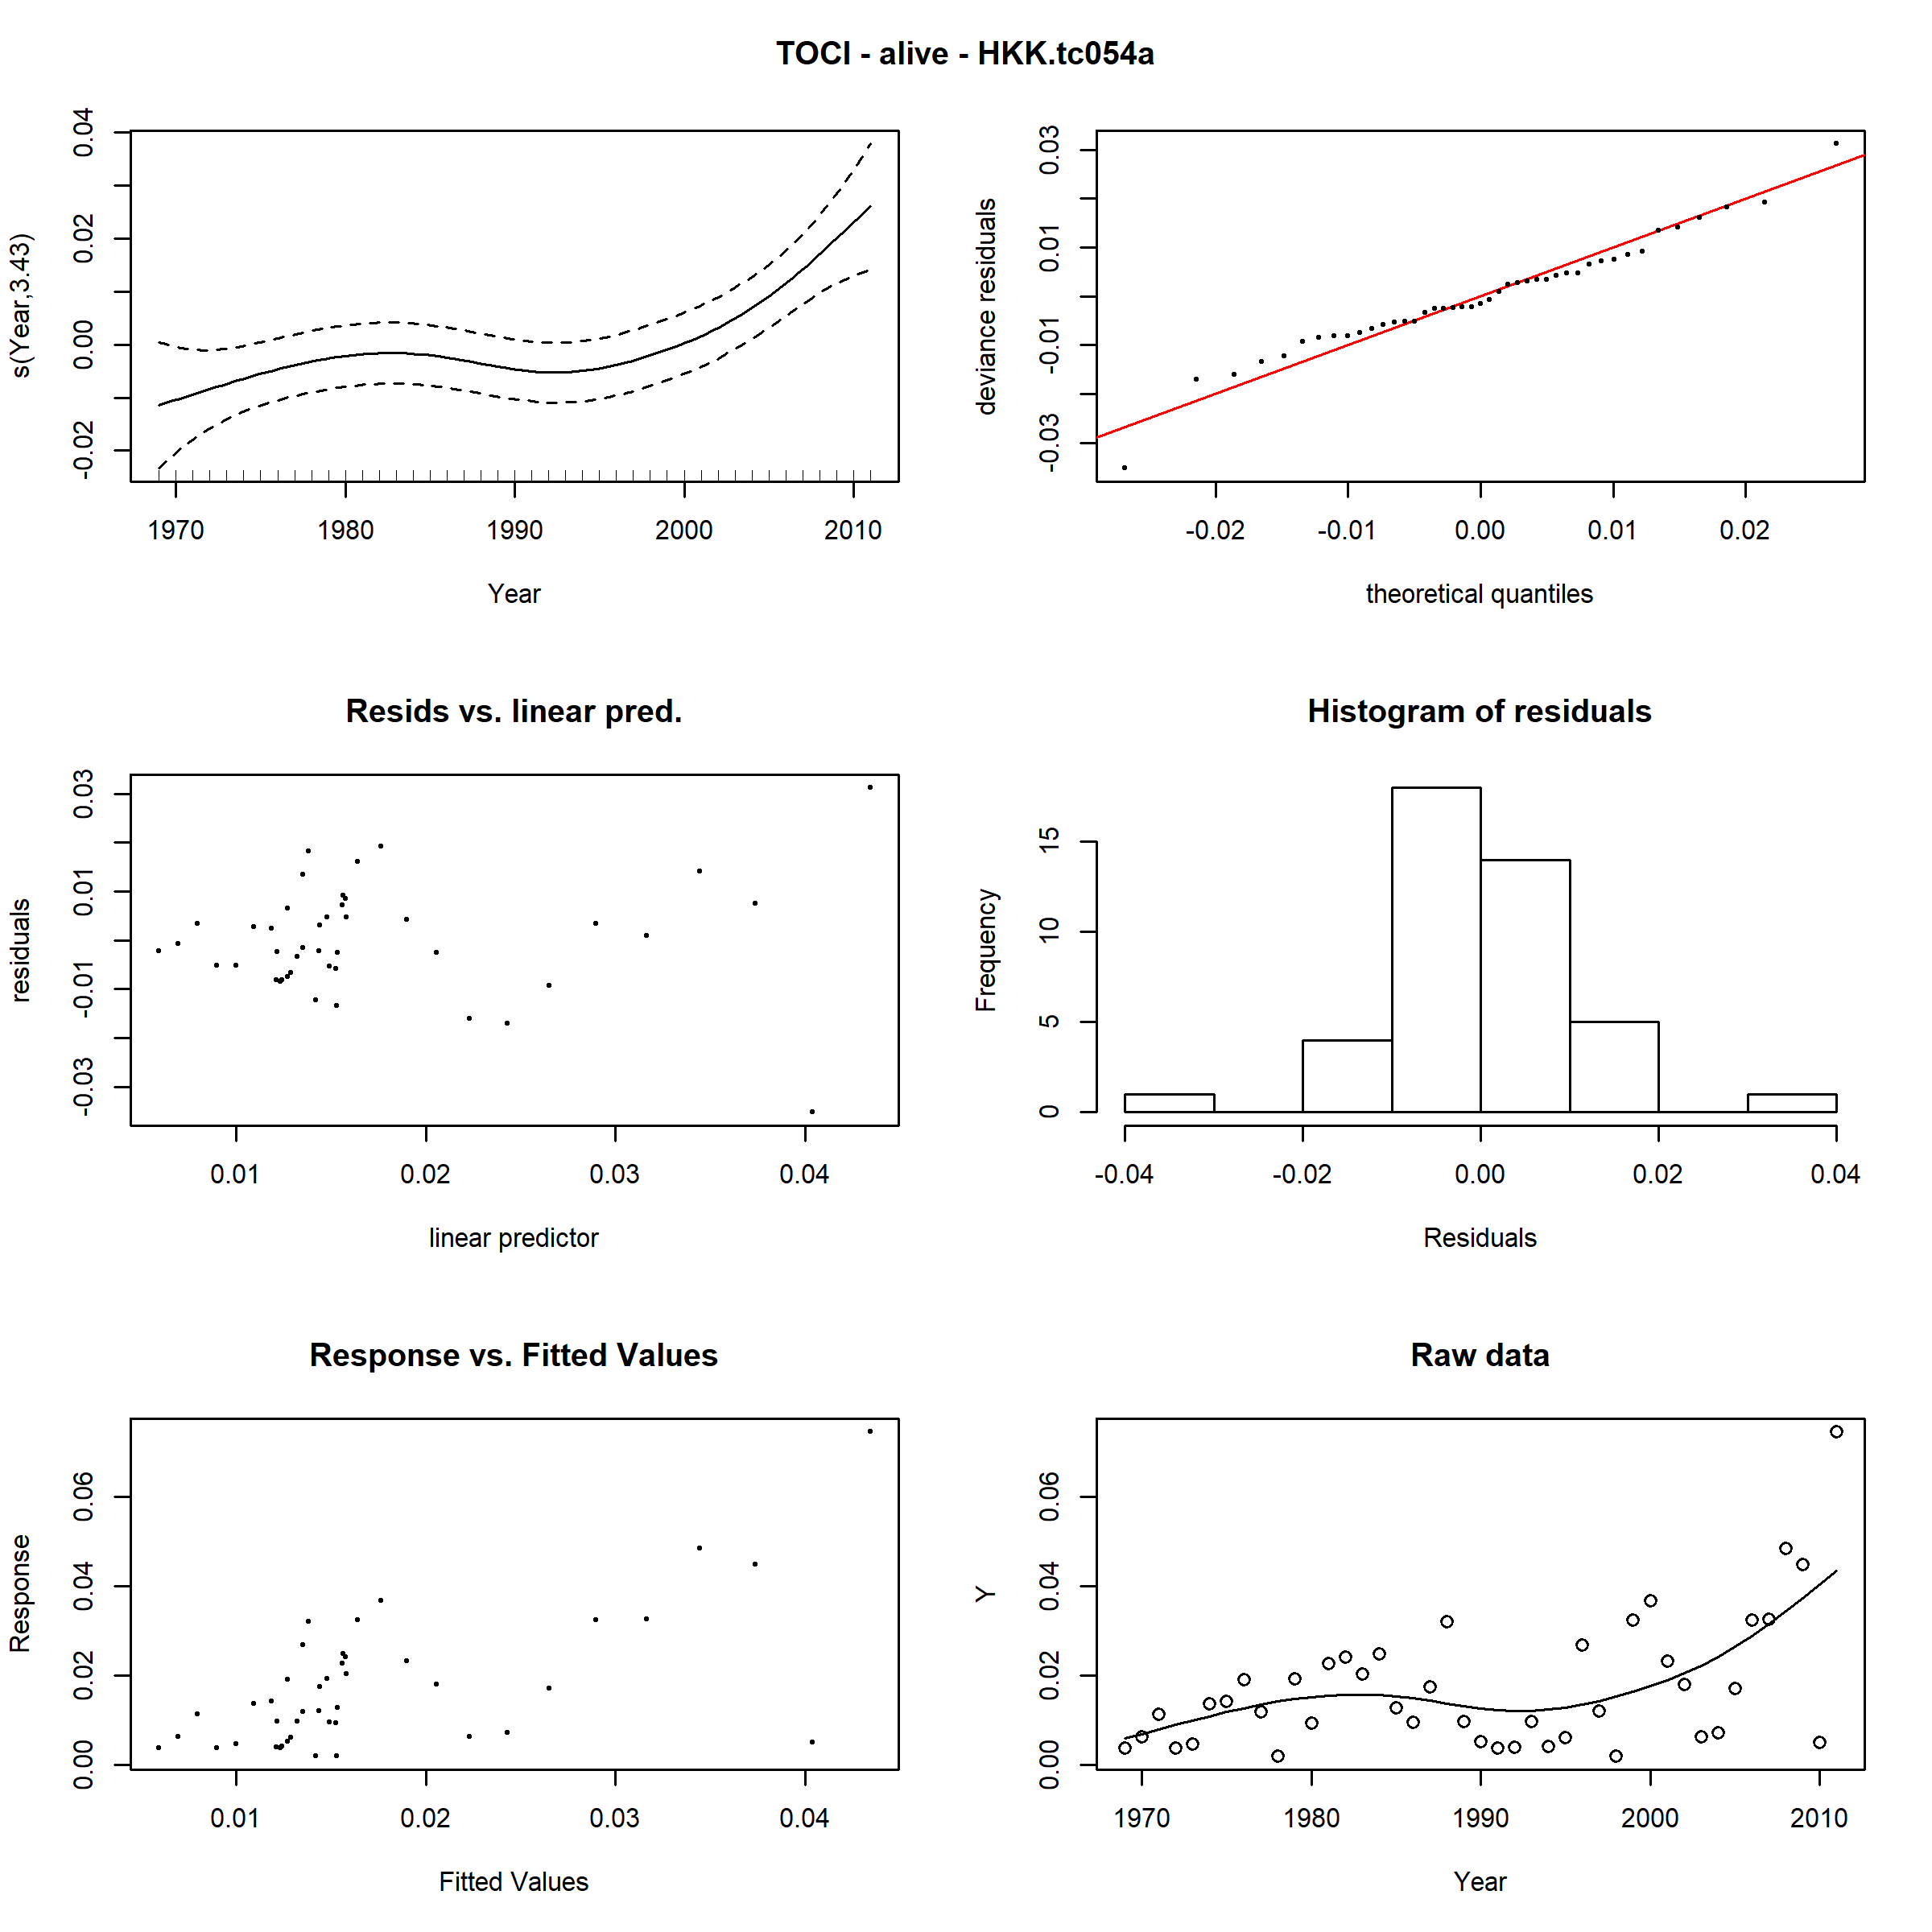 TOCI - alive - HKK.tc054a
s(Year,3.43)
-0.02 0.00 0.02 0.04
1970 1980 1990 2000 2010
Year
deviance residuals
-0.03 -0.01 0.01 0.03
-0.02 -0.01 0.00 0.01 0.02
theoretical quantiles
Resids vs. linear pred.
residuals
-0.03 -0.01 0.01 0.03
0.01 0.02 0.03 0.04
linear predictor
Histogram of residuals
Frequency
0 5 10 15
-0.04 -0.02 0.00 0.02 0.04
Residuals
Response vs. Fitted Values
Response
0.00 0.02 0.04 0.06
0.01 0.02 0.03 0.04
Fitted Values
Raw data
Y
0.00 0.02 0.04 0.06
1970 1980 1990 2000 2010
Year